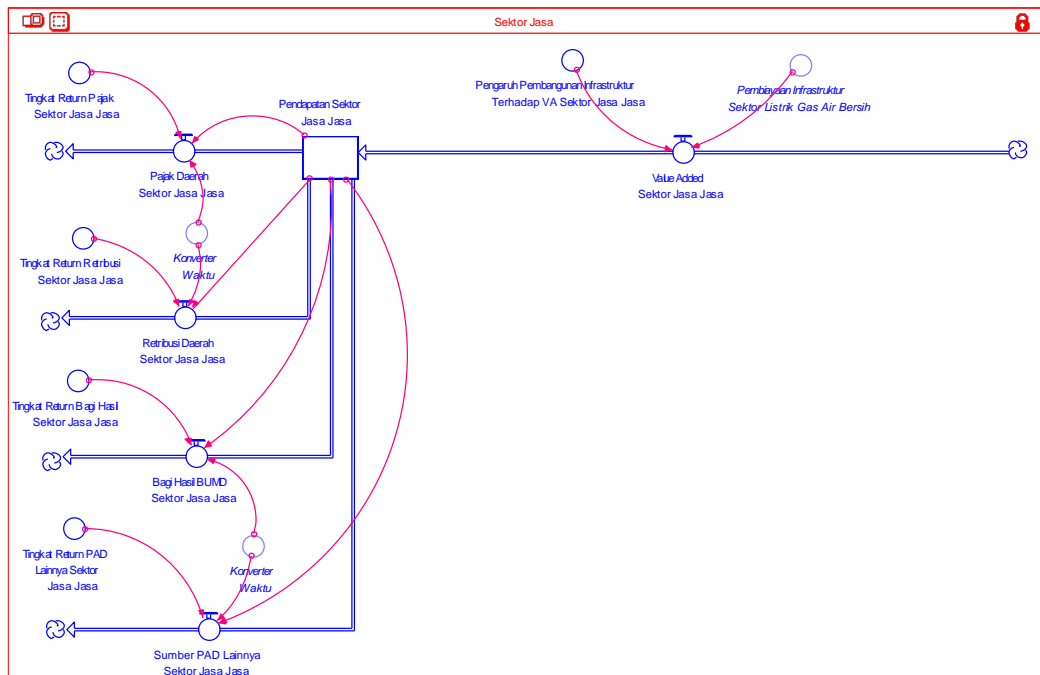 Sektor Jasa
Tingkat Return Pajak
Sektor Jasa Jasa
Pendapatan Sektor
Jasa Jasa
Pengaruh Pembangunan Infrastruktur
Terhadap VA Sektor Jasa Jasa
Pembiayaan Infrastruktur
Sektor Listrik Gas Air Bersih
Pajak Daerah
Sektor Jasa Jasa
Value Added
Sektor Jasa Jasa
Tingkat Return Retribusi
Sektor Jasa Jasa
Konverter
Waktu
Retribusi Daerah
Sektor Jasa Jasa
Tingkat Return Bagi Hasil
Sektor Jasa Jasa
Bagi Hasil BUMD
Sektor Jasa Jasa
Tingkat Return PAD
Lainnya Sektor
Jasa Jasa
Konverter
Waktu
Sumber PAD Lainnya
Sektor Jasa Jasa